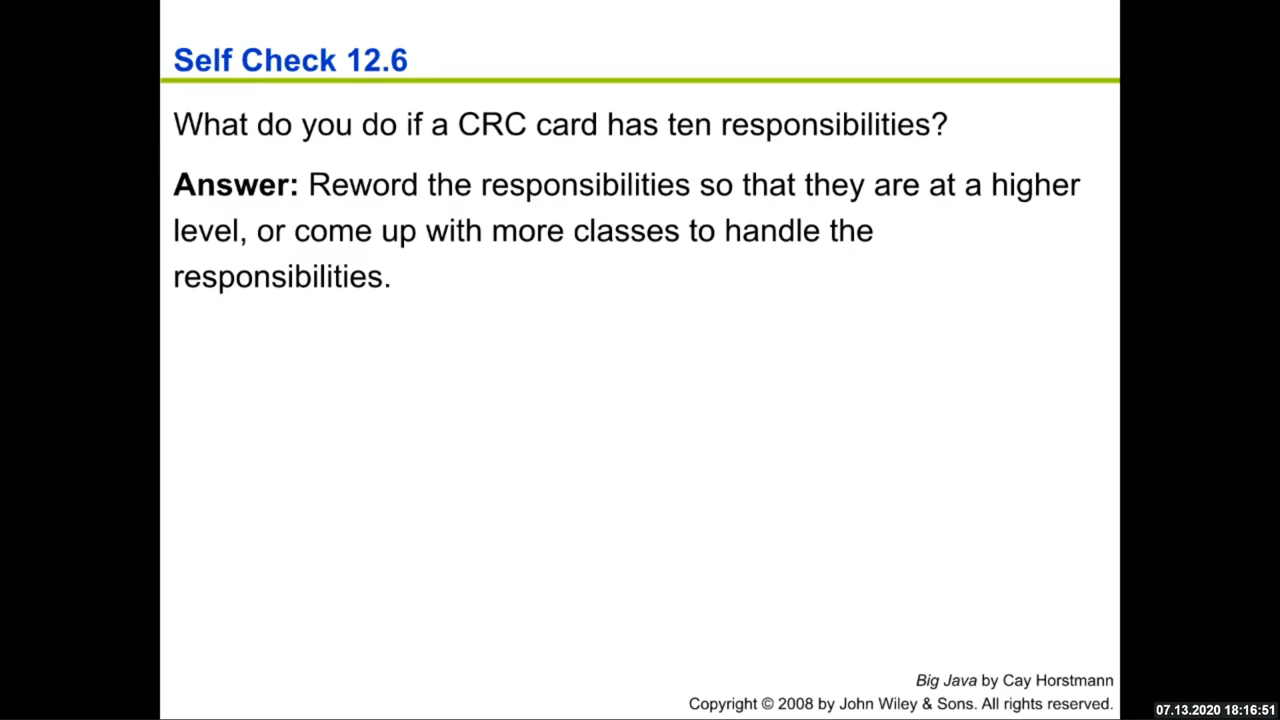 Self Check 12.6
What do you do if a CRC card has ten responsibilities?
Answer: Reword the responsibilities so that they are at a higher
level, or come up with more classes to handle the
responsibilities.
Big Java by Cay Horstmann
Copyright © 2008 by John Wiley & Sons. All rights reserved.
07.13.2020 18:16:51